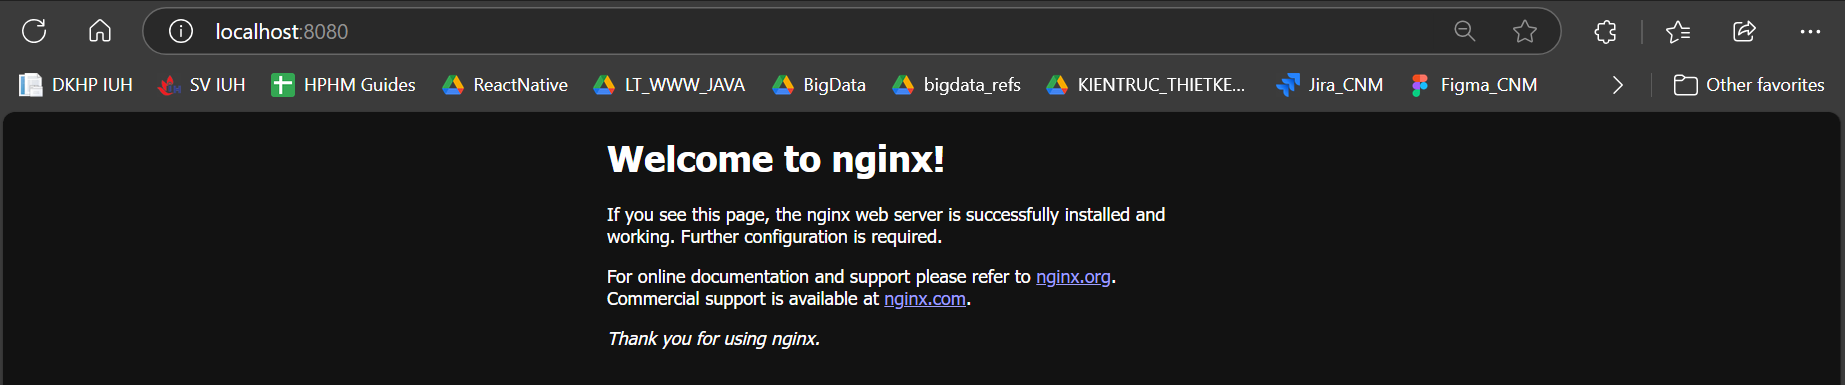 localhost:8080
DKHP IUH SV IUH HPHM Guides ReactNative LT_WWW_JAVA BigData bigdata_refs KIENTRUC_THIETKE... Jira_CNM Figma_CNM Other favorites
Welcome to nginx!
If you see this page, the nginx web server is successfully installed and
working. Further configuration is required.
For online documentation and support please refer to nginx.org.
Commercial support is available at nginx.com.
Thank you for using nginx.